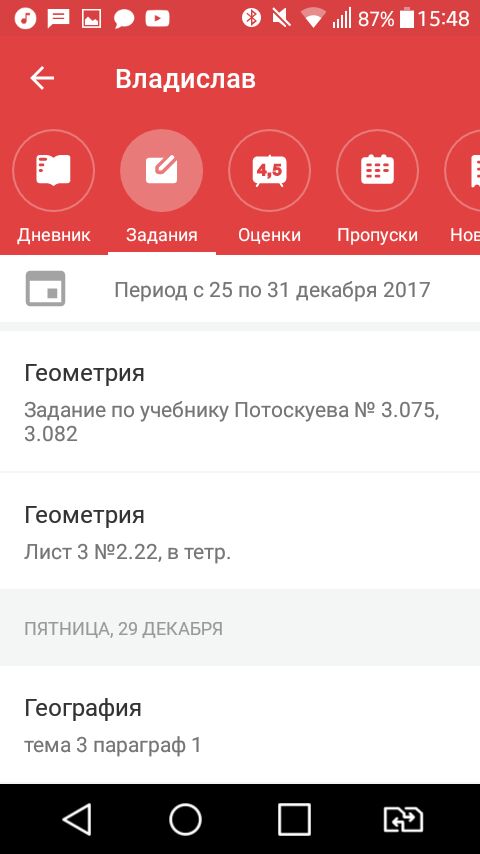 87% 15:48
Владислав
4,5
Дневник Задания Оценки Пропуски Нов
Период с 25 по 31 декабря 2017
Геометрия
Задание по учебнику Потоскуева № 3.075,
3.082
Геометрия
Лист 3 №2.22, в тетр.
ПЯТНИЦА, 29 ДЕКАБРЯ
География
тема 3 параграф 1